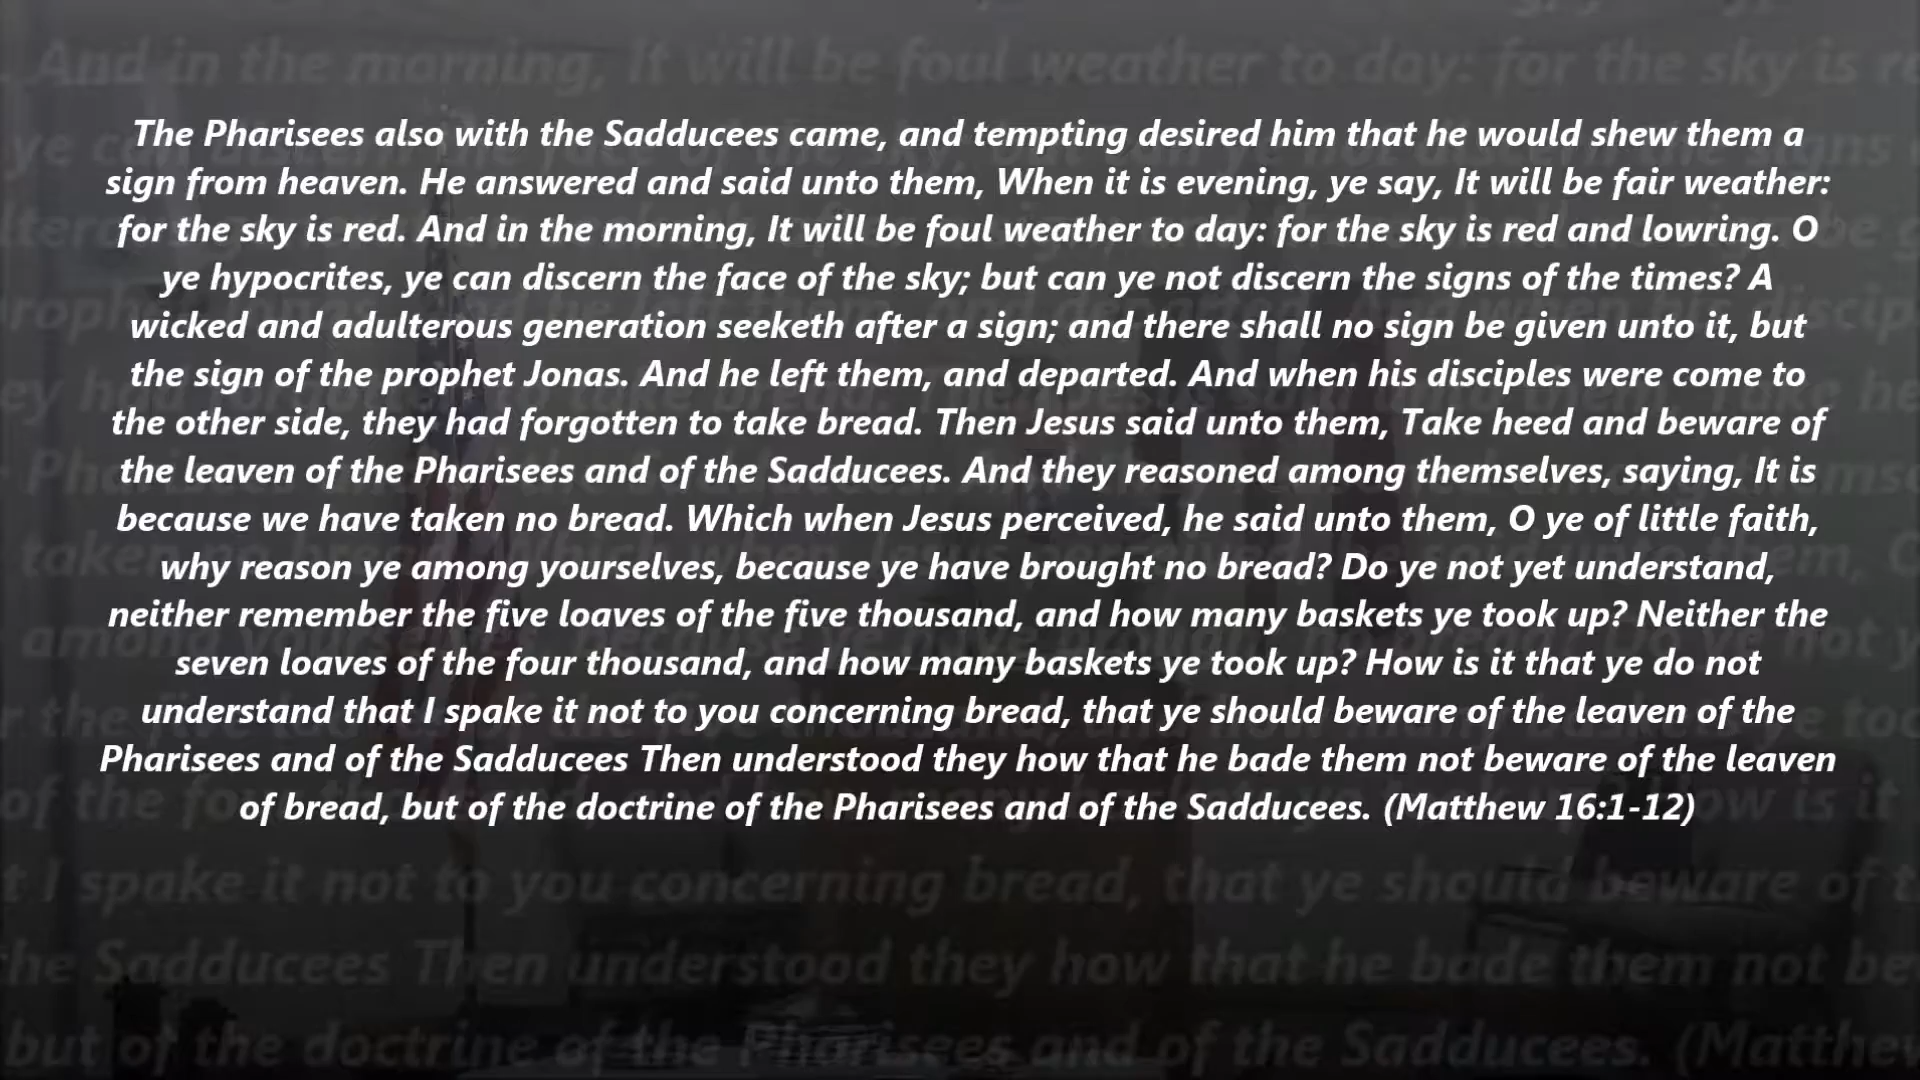 The Pharisees also with the Sadducees came, and tempting desired him that he would shew them a
sign from heaven. He answered and said unto them, When it is evening, ye say, It will be fair weather:
for the sky is red. And in the morning, It will be foul weather to day: for the sky is red and lowring. O
ye hypocrites, ye can discern the face of the sky; but can ye not discern the signs of the times? A
wicked and adulterous generation seeketh after a sign; and there shall no sign be given unto it, but
the sign of the prophet Jonas. And he left them, and departed. And when his disciples were come to
the other side, they had forgotten to take bread. Then Jesus said unto them, Take heed and beware of
the leaven of the Pharisees and of the Sadducees. And they reasoned among themselves, saying, It is
because we have taken no bread. Which when Jesus perceived, he said unto them, O ye of little faith,
why reason ye among yourselves, because ye have brought no bread? Do ye not yet understand,
neither remember the five loaves of the five thousand, and how many baskets ye took up? Neither the
seven loaves of the four thousand, and how many baskets ye took up? How is it that ye do not
understand that I spake it not to you concerning bread, that ye should beware of the leaven of the
Pharisees and of the Sadducees Then understood they how that he bade them not beware of the leaven
of bread, but of the doctrine of the Pharisees and of the Sadducees. (Matthew 16:1-12)